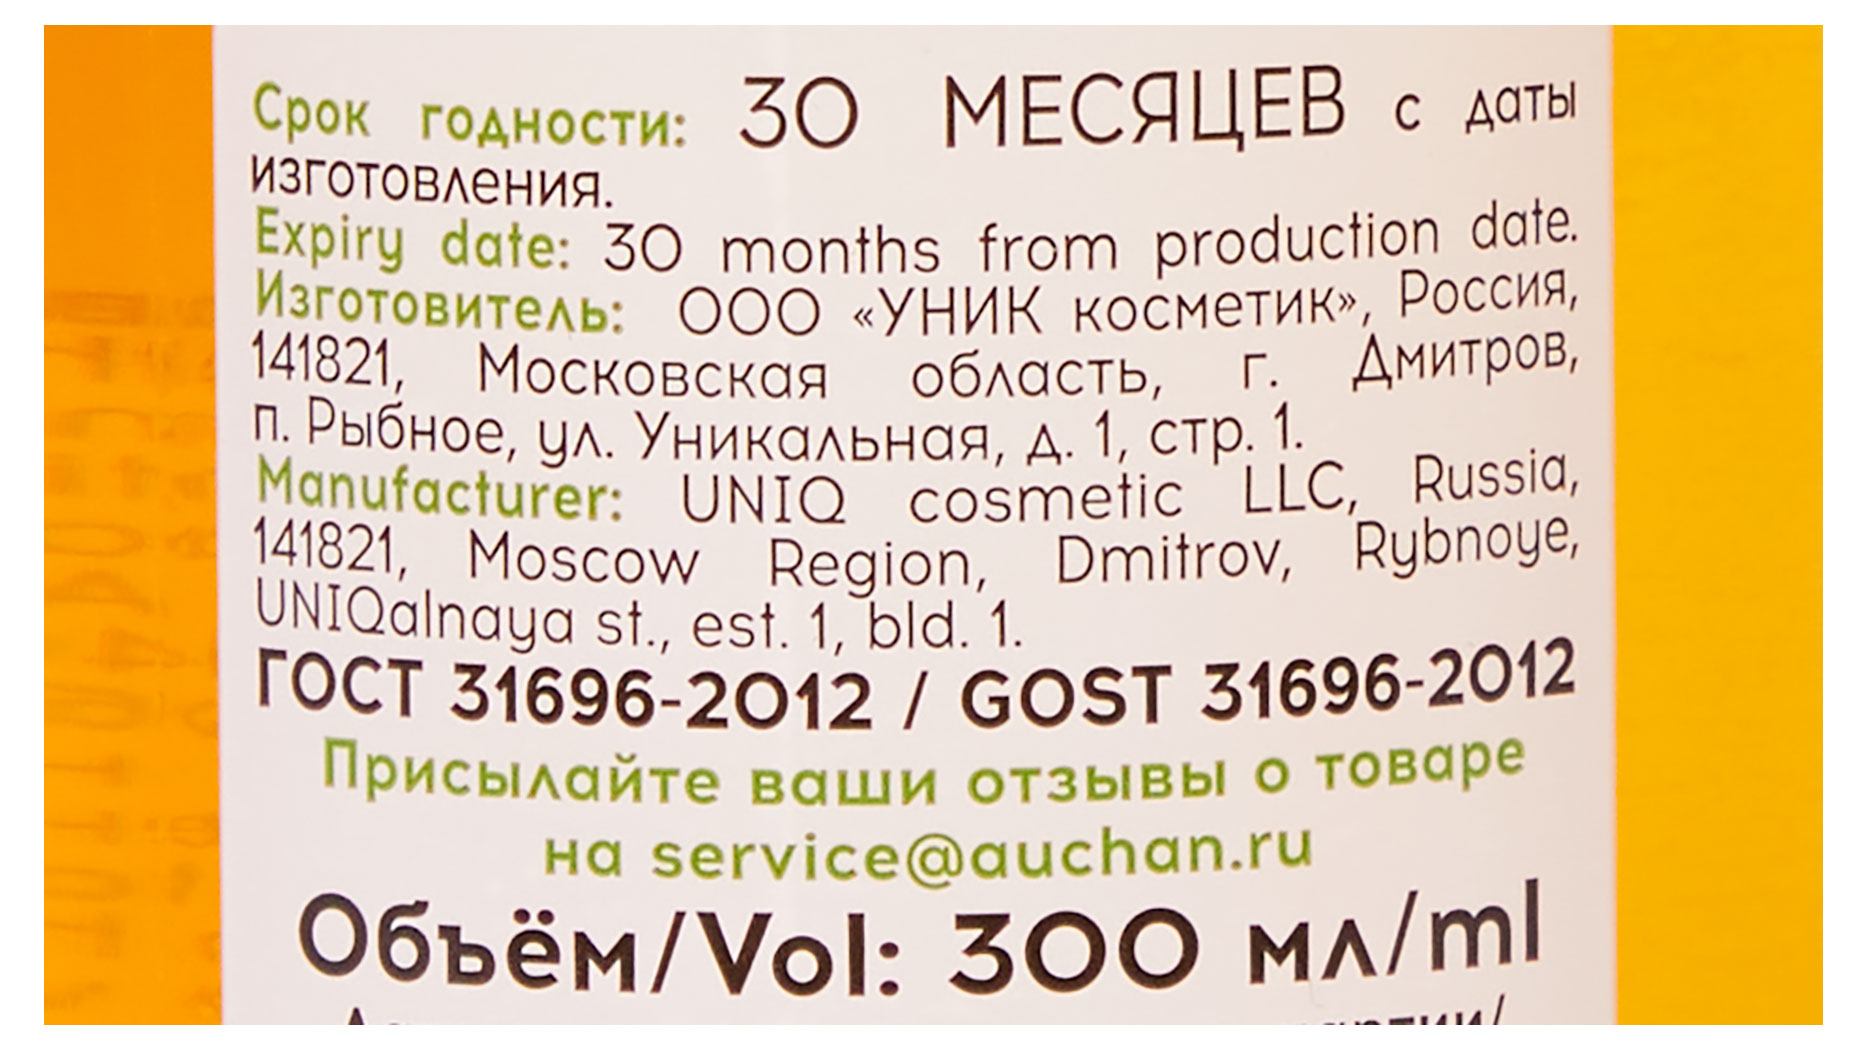 Срок годности: 30 МЕСЯЦЕВ с даты
изготовления.
Expiry date: 30 months from production date.
Изготовитель: ООО «УНИК косметик», Россия,
141821, Московская область, г. Дмитров,
п. Рыбное, ул. Уникальная, д. 1, стр. 1.
Manufacturer: UNIQ cosmetic LLC, Russia,
141821, Moscow Region, Dmitrov, Rybnoye,
UNIQalnaya st., est. 1, bld. 1.
ГОСТ 31696-2012 / GOST 31696-2012
Присылайте ваши отзывы о товаре
на service@auchan.ru
Объём/Vol: 300 мл/ml